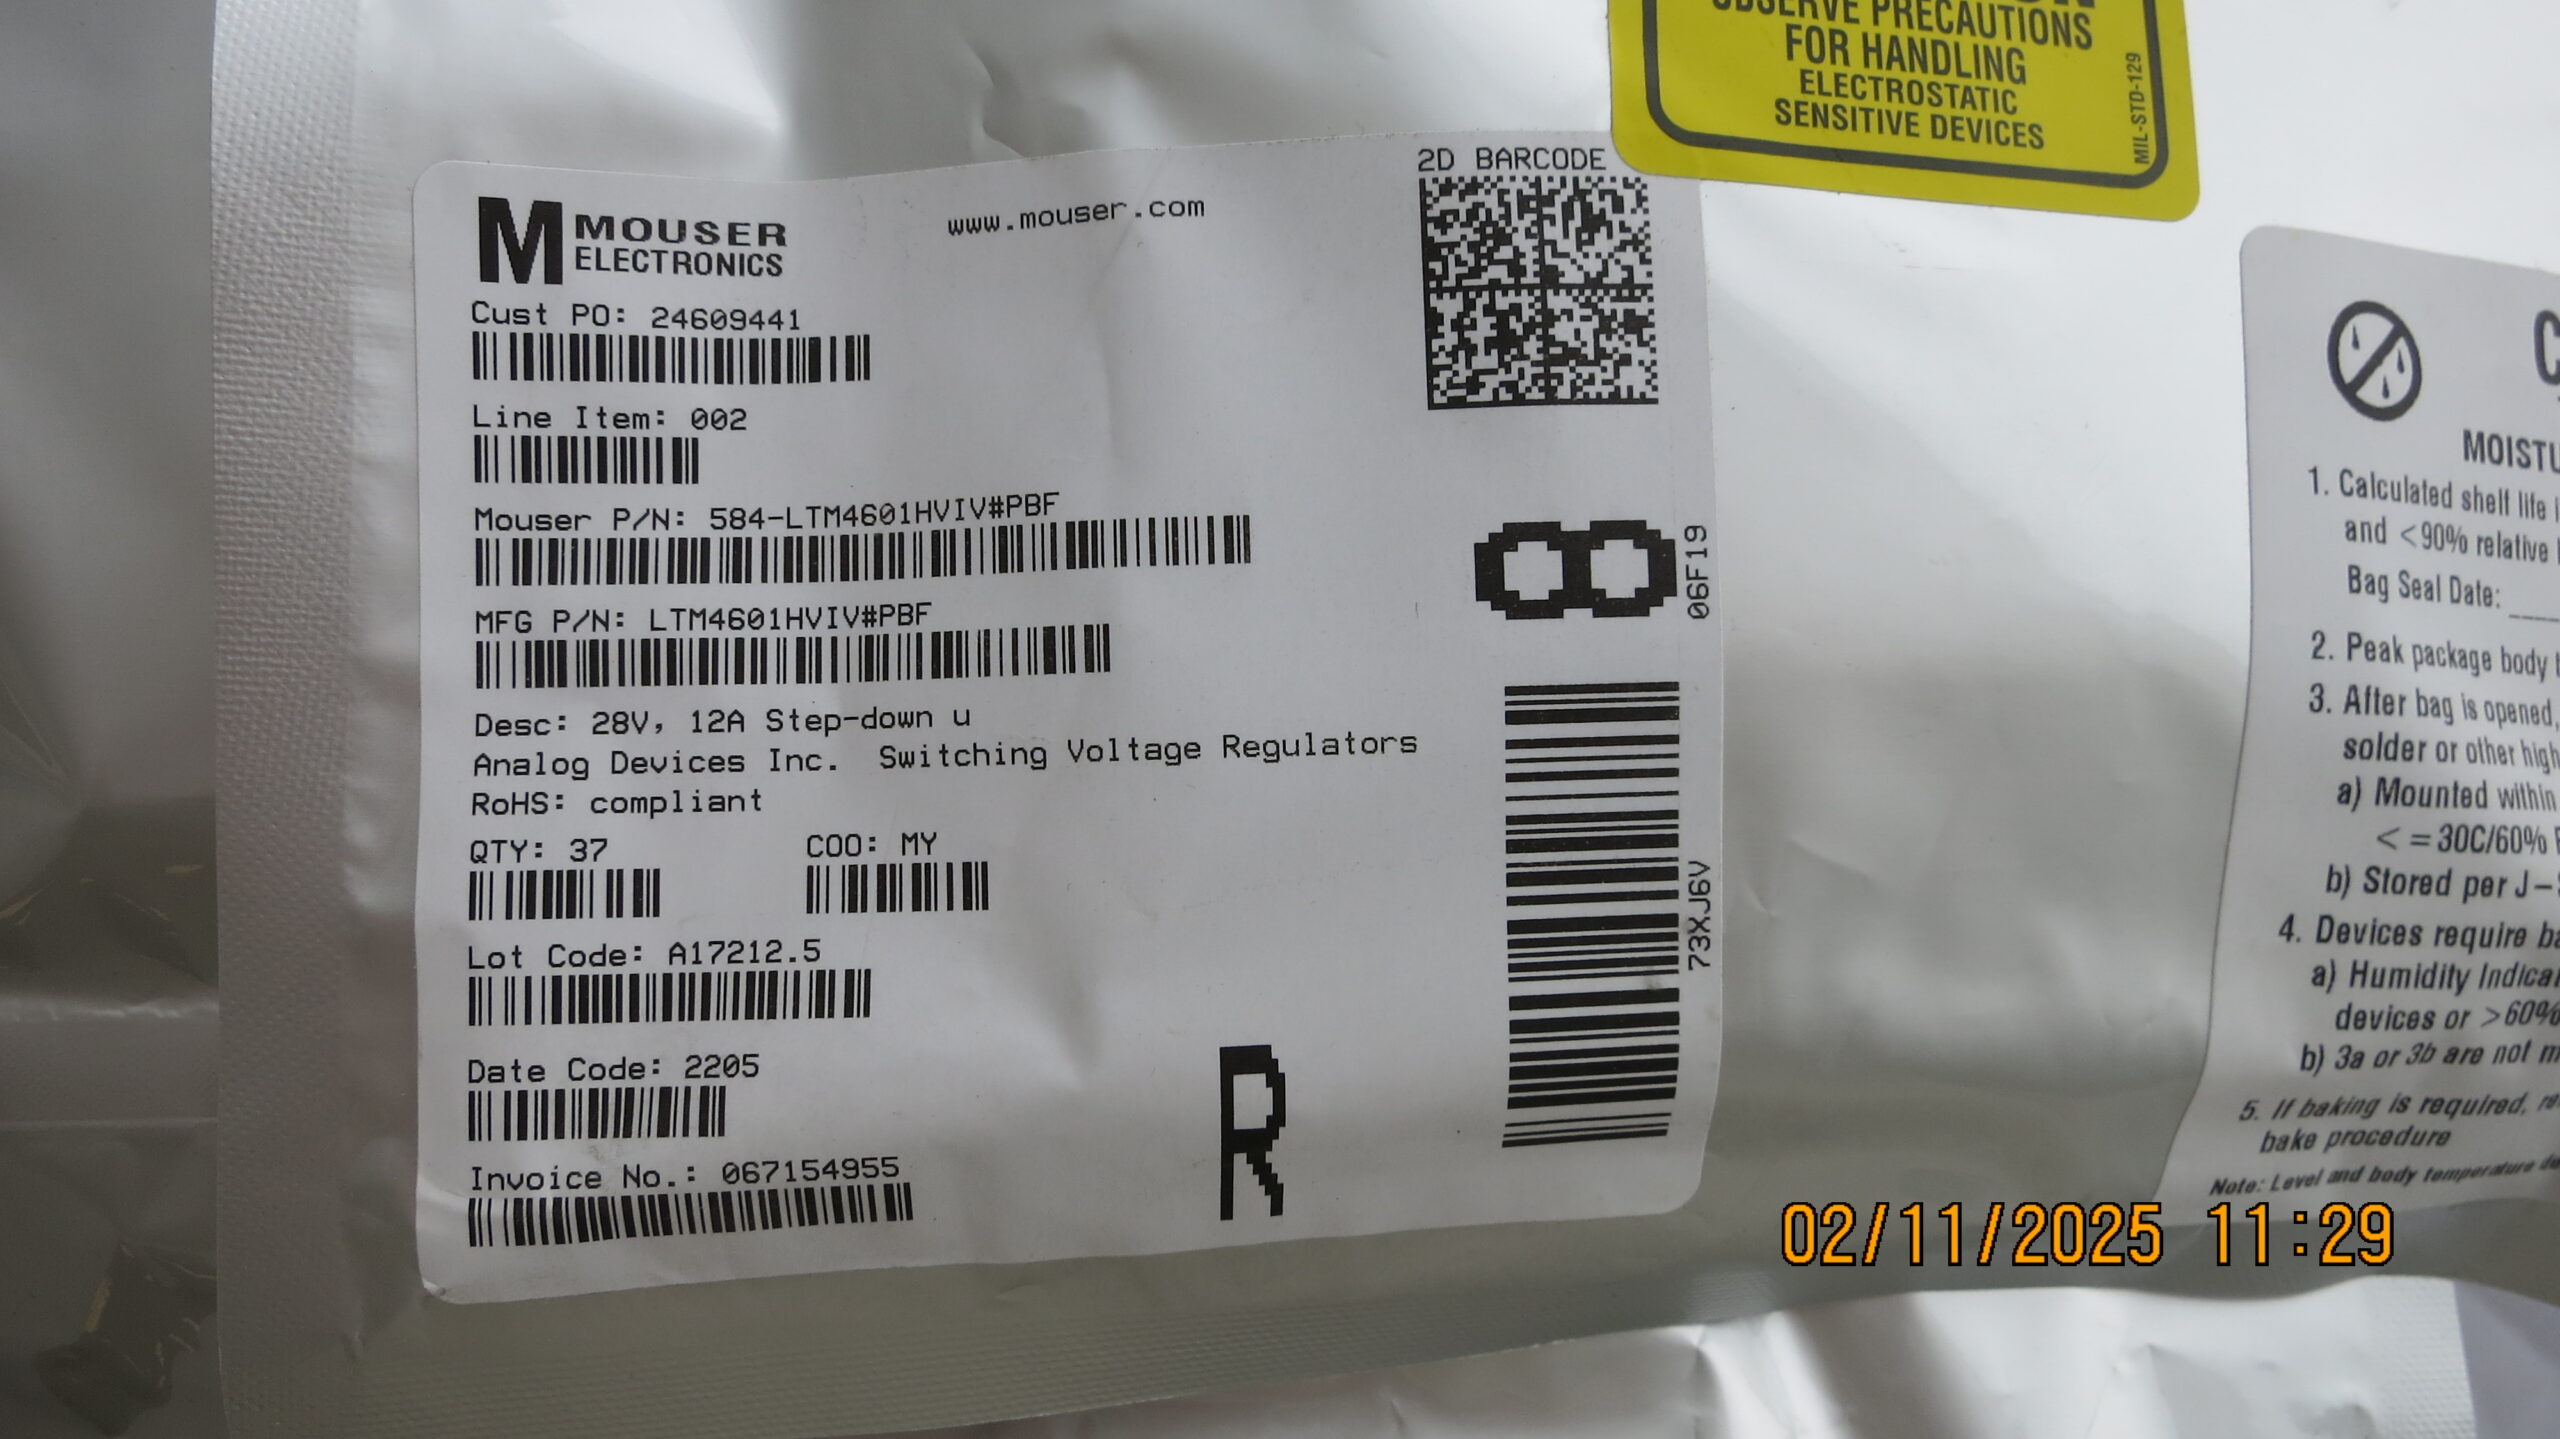 OBSERVE PRECAUTIONS
FOR HANDLING
ELECTROSTATIC
SENSITIVE DEVICES
MIL-STD-129
2D BARCODE
M MOUSER
ELECTRONICS
www.mouser.com
Cust PO: 24609441
Line Item: 002
Mouser P/N: 584-LTM4601HVIV#PBF
MFG P/N: LTM4601HVIV#PBF
Desc: 28V, 12A Step-down u
Analog Devices Inc. Switching Voltage Regulators
RoHS: compliant
QTY: 37 COO: MY
Lot Code: A17212.5
Date Code: 2205
Invoice No.: 067154955
R
06F19
73XJ6V
MOISTU
1. Calculated shelf life i
and <90% relative
Bag Seal Date:
2. Peak package body
3. After bag is opened,
solder or other high
a) Mounted within
< = 30C/60%
b) Stored per J-
4. Devices require ba
a) Humidity Indica
devices or >60%
b) 3a or 3b are not m
5. If baking is required, re
bake procedure
Note: Level and body temperature de
02/11/2025 11:29